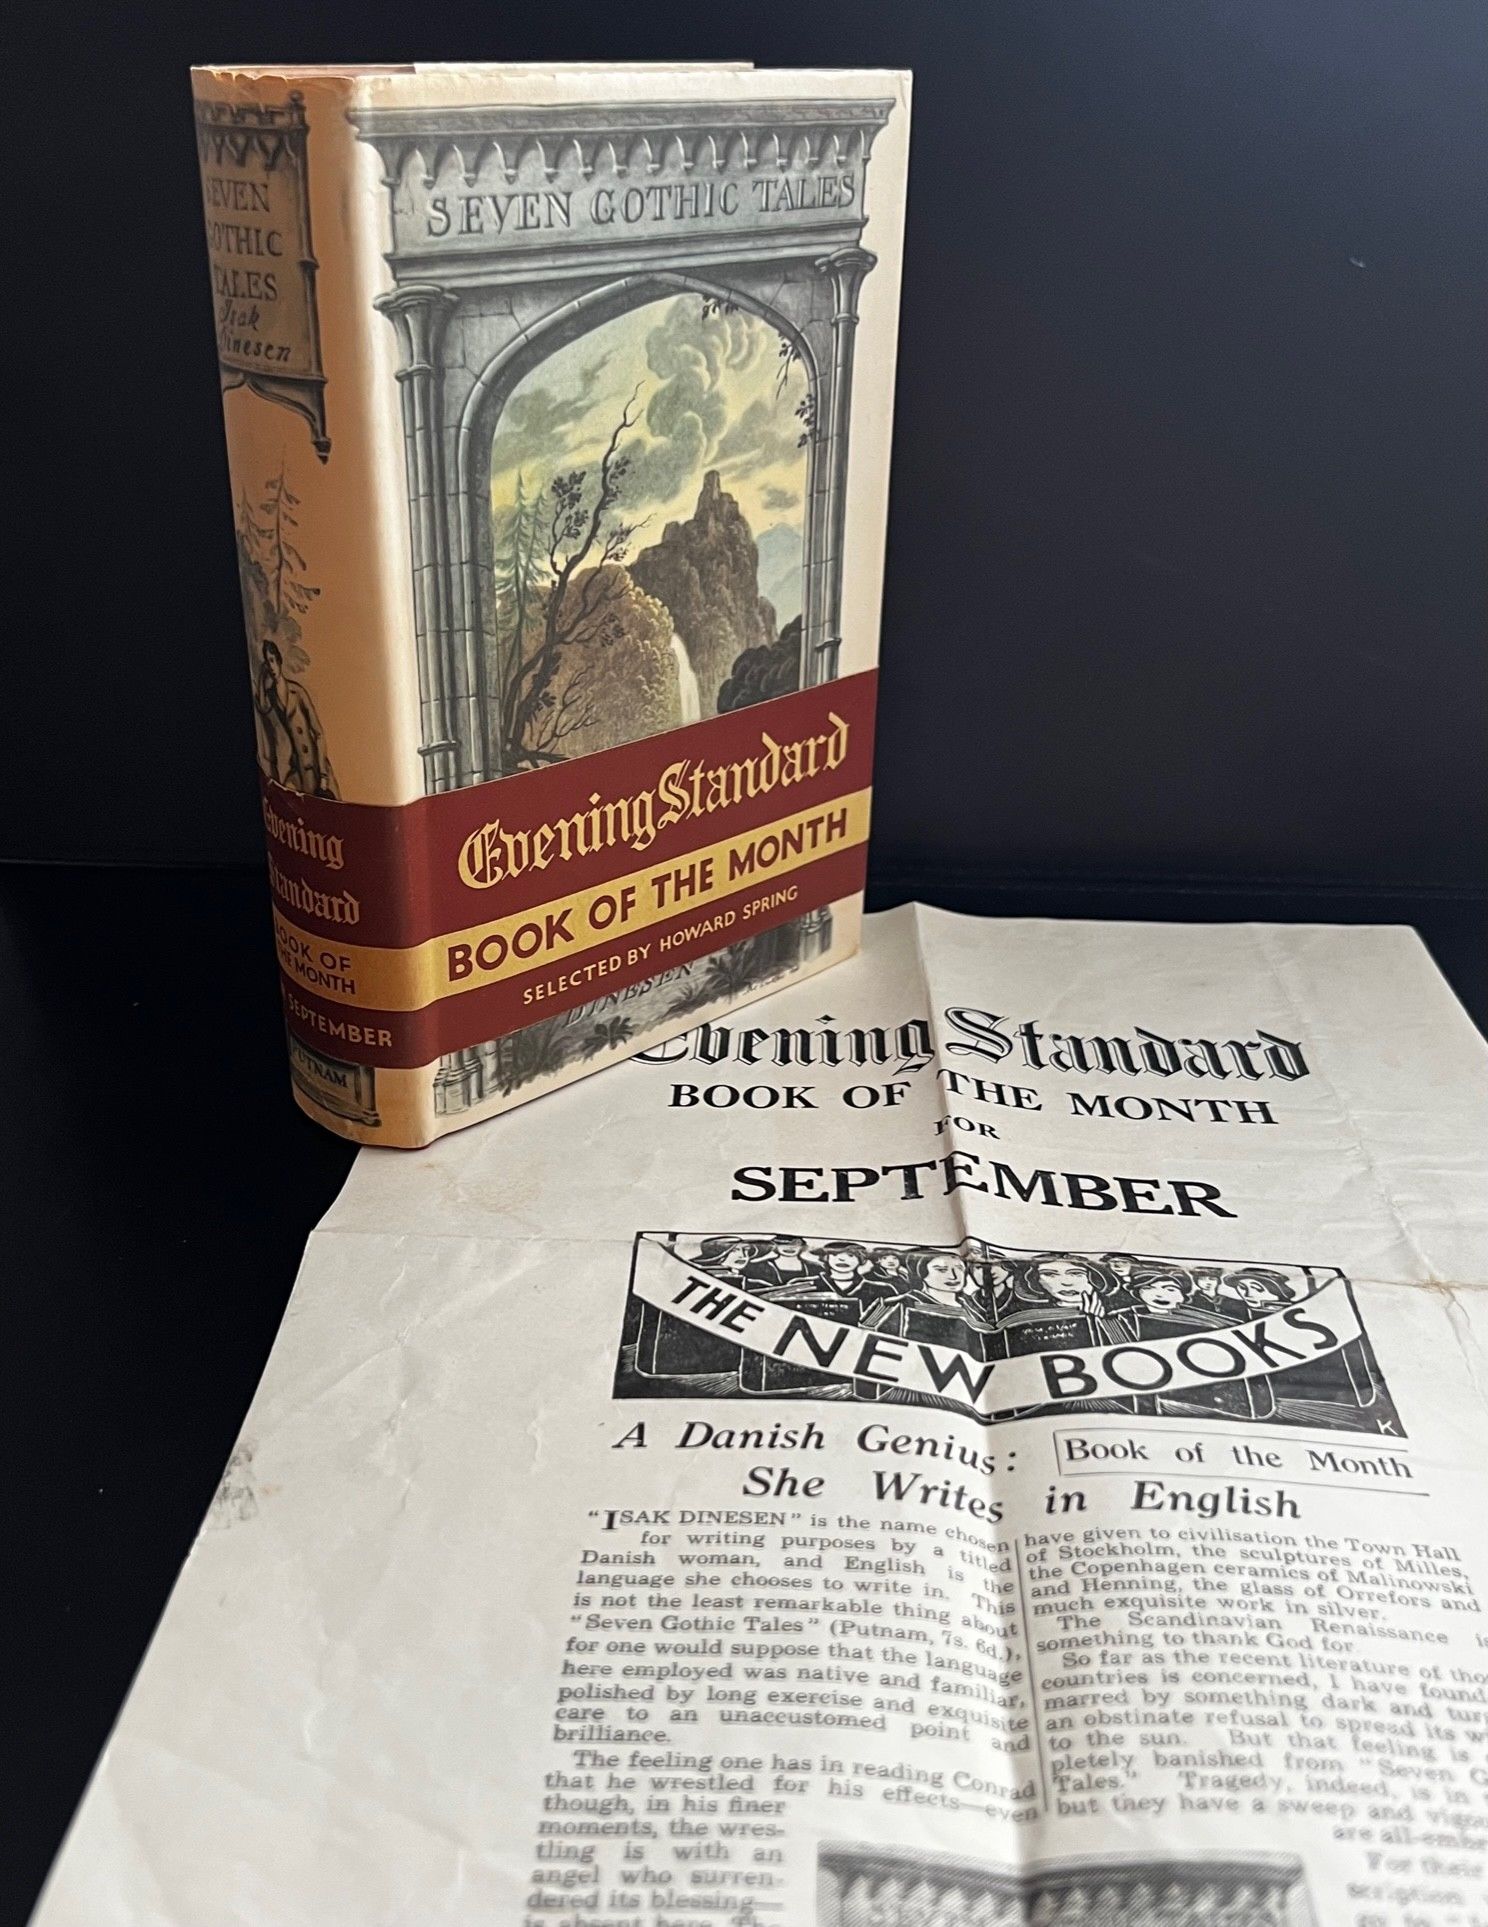 SEVEN
GOTHIC
TALES
Isak
Dinesen
Evening
Standard
BOOK OF
THE MONTH
SEPTEMBER
PUTNAM
SEVEN GOTHIC TALES
Evening Standard
BOOK OF THE MONTH
SELECTED BY HOWARD SPRING
DINESEN
Evening Standard
BOOK OF THE MONTH
FOR
SEPTEMBER
THE NEW BOOKS
K
A Danish Genius:
She Writes in English
Book of the Month
"ISAK DINESEN" is the name chosen
for writing purposes by a titled
Danish woman, and English is the
language she chooses to write in. This
is not the least remarkable thing about
"Seven Gothic Tales" (Putnam, 7s. 6d.),
for one would suppose that the language
here employed was native and familiar,
polished by long exercise and exquisite
care to an unaccustomed point and
brilliance.
The feeling one has in reading Conrad
that he wrestled for his effects—even
though, in his finer
moments, the wres-
tling is with an
angel who surren-
dered its blessing—
is absent here. The
have given to civilisation the Town Hall
of Stockholm, the sculptures of Milles,
the Copenhagen ceramics of Malinowski
and Henning, the glass of Orrefors and
much exquisite work in silver.
The Scandinavian Renaissance is
something to thank God for.
So far as the recent literature of
countries is concerned, I have found
marred by something dark and
an obstinate refusal to spread its
to the sun. But that feeling is
pletely banished from "Seven
Tales." Tragedy, indeed, is in
but they have a sweep and
are
For their